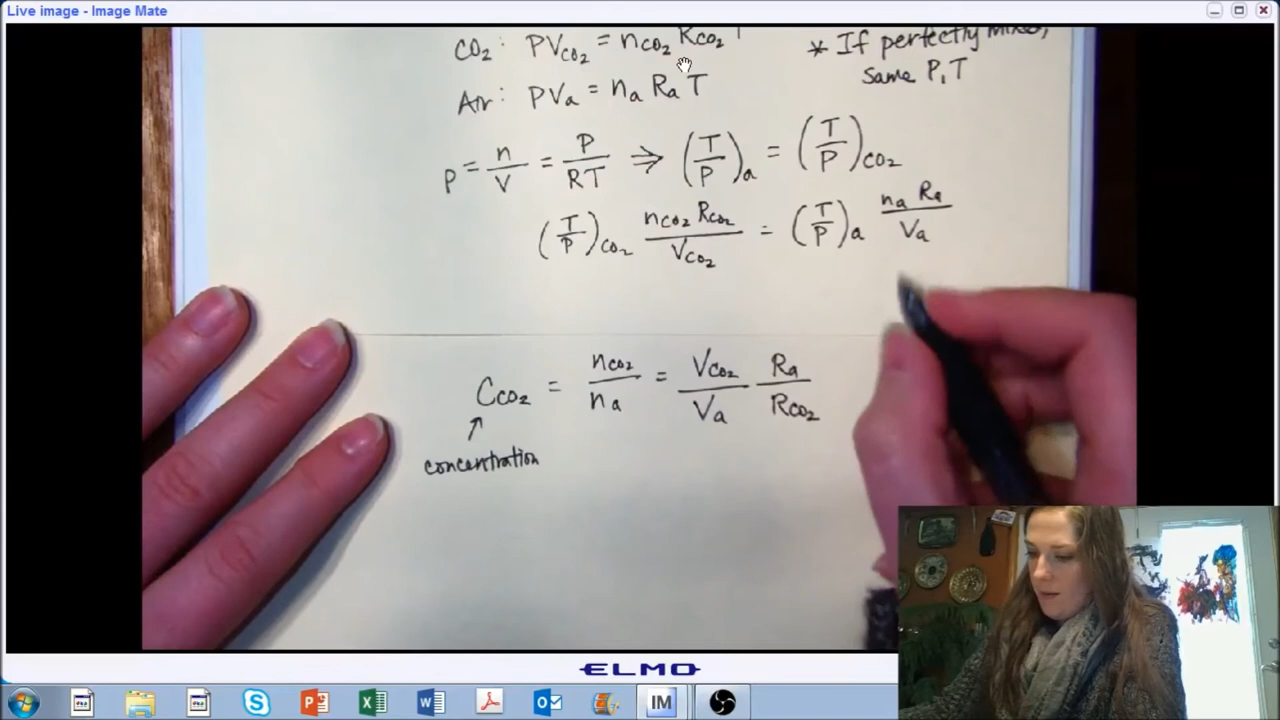 Live image - Image Mate
CO₂: PV_CO₂ = n_CO₂ R_CO₂ T
* If perfectly mixed,
same P, T
Air: PV_a = n_a R_a T
ρ = n/V = P/RT ⇒ (T/P)_a = (T/P)_CO₂
(T/P)_CO₂ n_CO₂ R_CO₂/V_CO₂ = (T/P)_a n_a R_a/V_a
C_CO₂ = n_CO₂/n_a = V_CO₂/V_a R_a/R_CO₂
↑
concentration
ELMO
IM